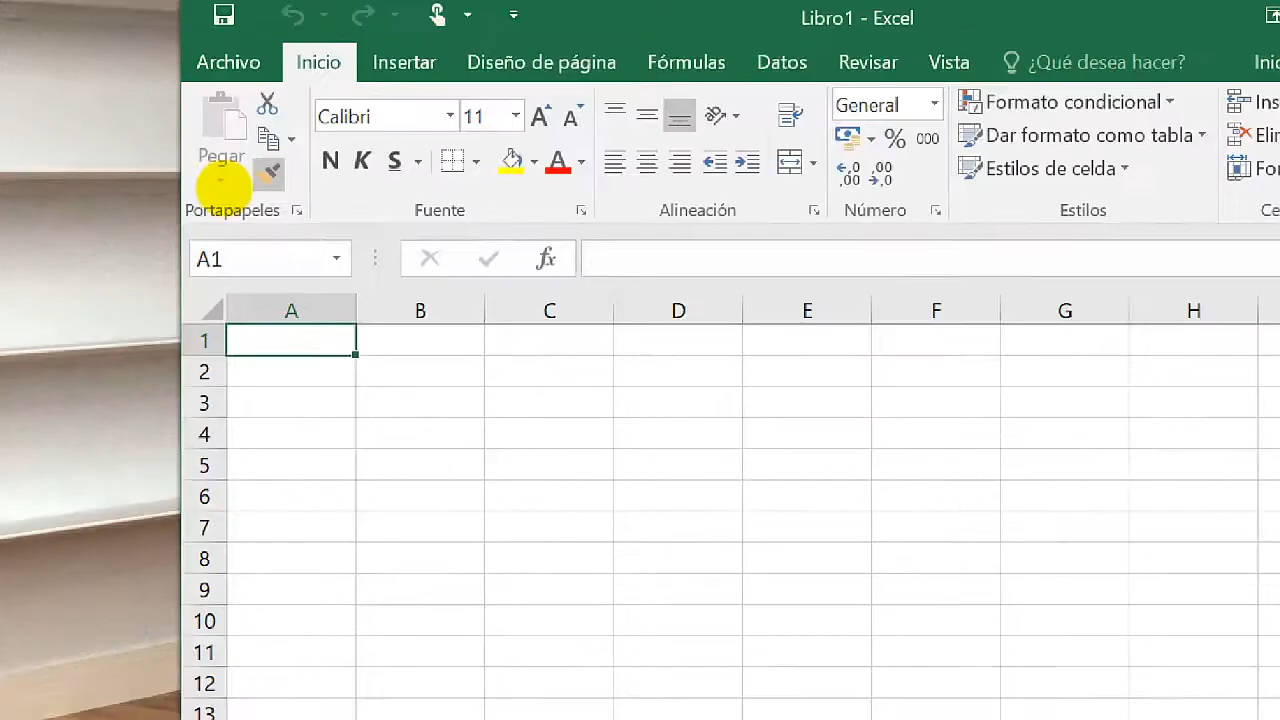 Libro1 - Excel
Archivo Inicio Insertar Diseño de página Fórmulas Datos Revisar Vista ¿Qué desea hacer?
Pegar
Calibri 11
General
Formato condicional
Dar formato como tabla
Estilos de celda
N K S
% 000
Portapapeles Fuente Alineación Número Estilos
A1 fx
A B C D E F G H
1
2
3
4
5
6
7
8
9
10
11
12
13